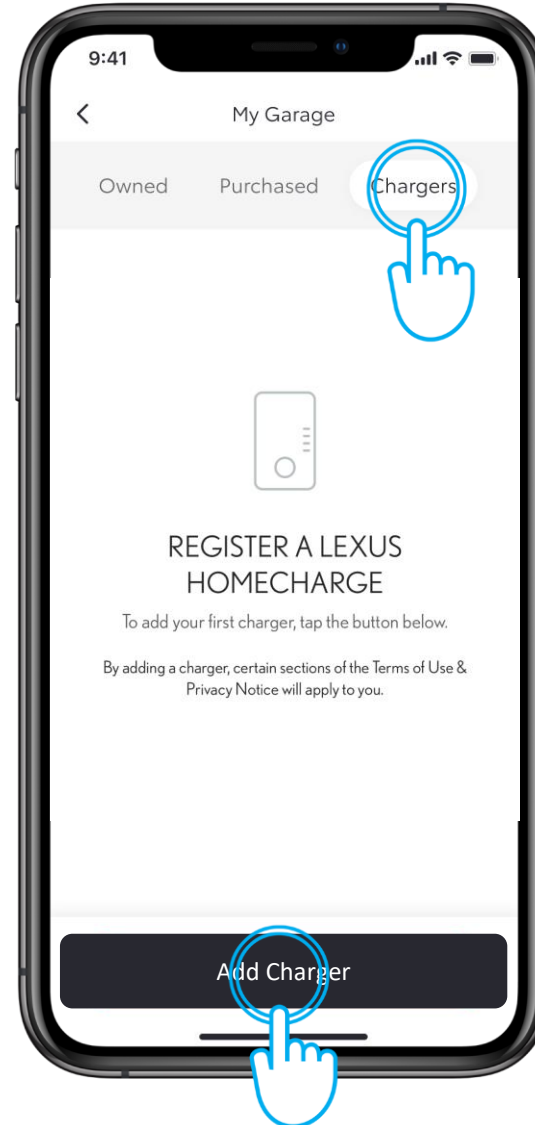 9:41
My Garage
Owned Purchased Chargers
REGISTER A LEXUS
HOMECHARGE
To add your first charger, tap the button below.
By adding a charger, certain sections of the Terms of Use &
Privacy Notice will apply to you.
Add Charger